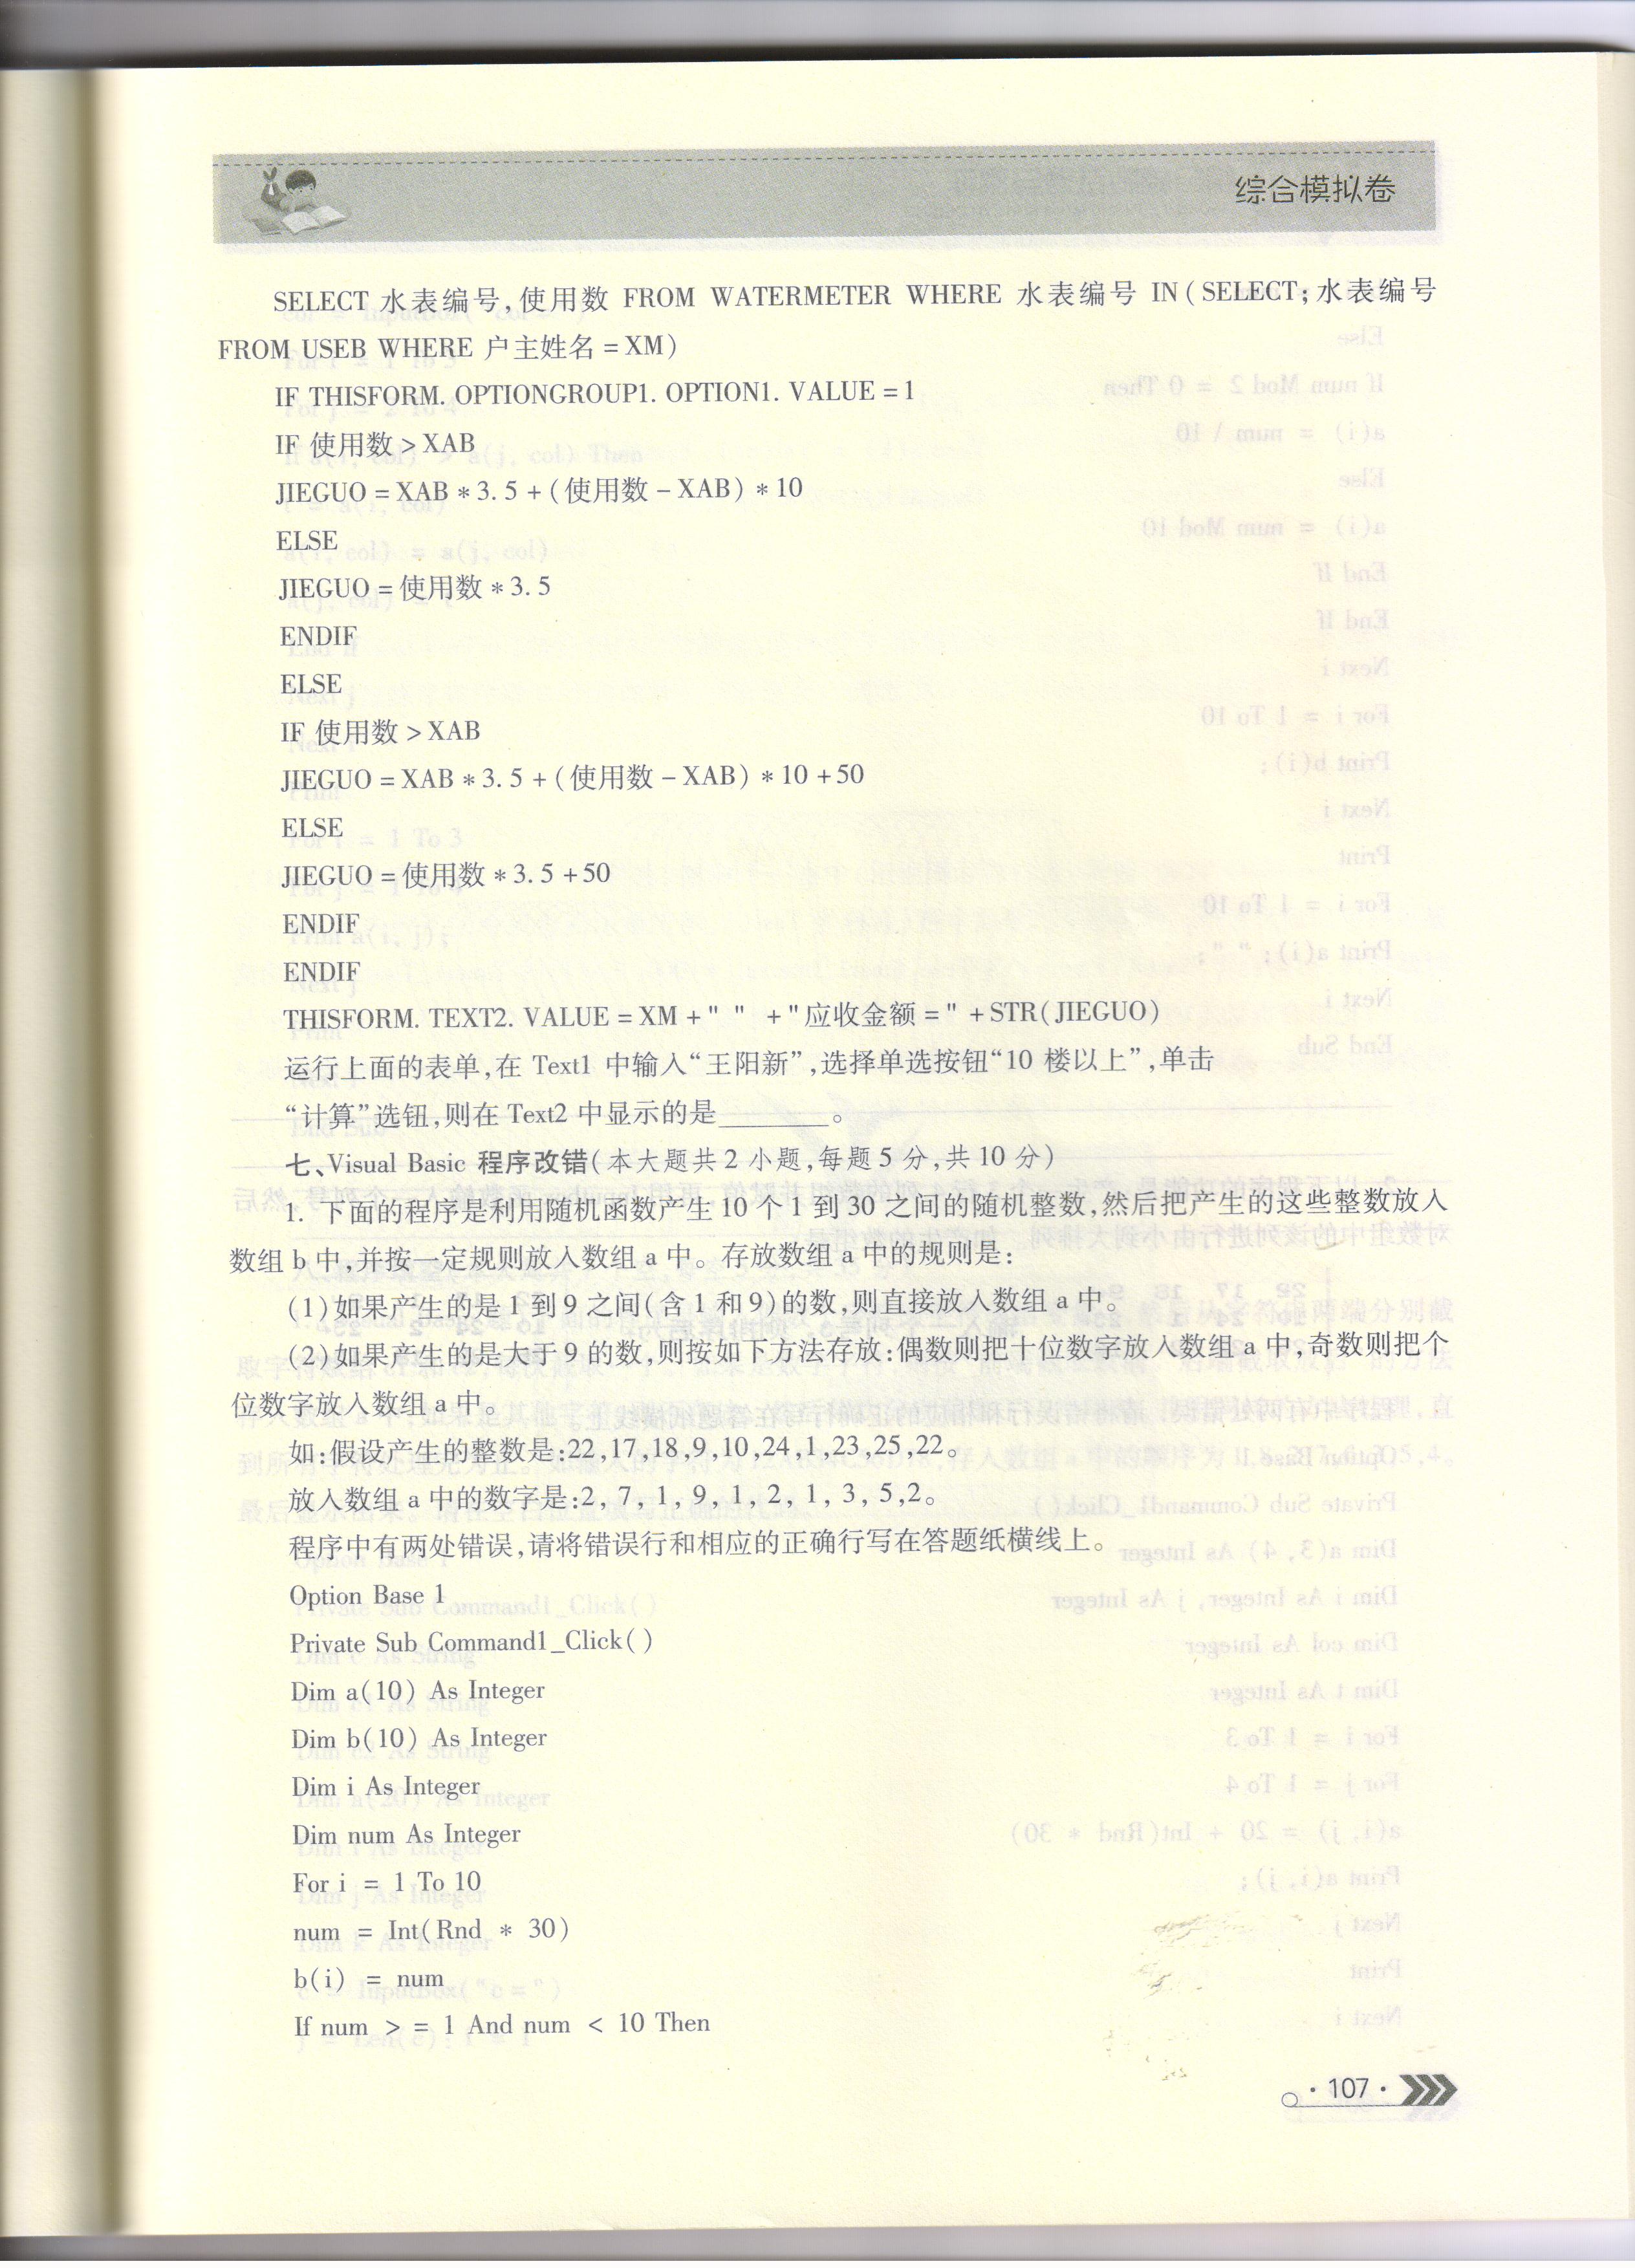 综合模拟卷
SELECT 水表编号,使用数 FROM WATERMETER WHERE 水表编号 IN(SELECT;水表编号
FROM USEB WHERE 户主姓名=XM)
IF THISFORM. OPTIONGROUP1. OPTION1. VALUE=1
IF 使用数>XAB
JIEGUO=XAB*3.5+(使用数-XAB)*10
ELSE
JIEGUO=使用数*3.5
ENDIF
ELSE
IF 使用数>XAB
JIEGUO=XAB*3.5+(使用数-XAB)*10+50
ELSE
JIEGUO=使用数*3.5+50
ENDIF
ENDIF
THISFORM. TEXT2. VALUE=XM+" " +"应收金额="+STR(JIEGUO)
运行上面的表单,在 Text1 中输入“王阳新”,选择单选按钮“10 楼以上”,单击
“计算”选钮,则在 Text2 中显示的是________。
七、Visual Basic 程序改错(本大题共 2 小题,每题 5 分,共 10 分)
1. 下面的程序是利用随机函数产生 10 个 1 到 30 之间的随机整数,然后把产生的这些整数放入
数组 b 中,并按一定规则放入数组 a 中。存放数组 a 中的规则是:
(1)如果产生的是 1 到 9 之间(含 1 和 9)的数,则直接放入数组 a 中。
(2)如果产生的是大于 9 的数,则按如下方法存放:偶数则把十位数字放入数组 a 中,奇数则把个
位数字放入数组 a 中。
如:假设产生的整数是:22,17,18,9,10,24,1,23,25,22。
放入数组 a 中的数字是:2, 7, 1, 9, 1, 2, 1, 3, 5,2。
程序中有两处错误,请将错误行和相应的正确行写在答题纸横线上。
Option Base 1
Private Sub Command1_Click()
Dim a(10) As Integer
Dim b(10) As Integer
Dim i As Integer
Dim num As Integer
For i = 1 To 10
num = Int(Rnd * 30)
b(i) = num
If num > = 1 And num < 10 Then
·107·